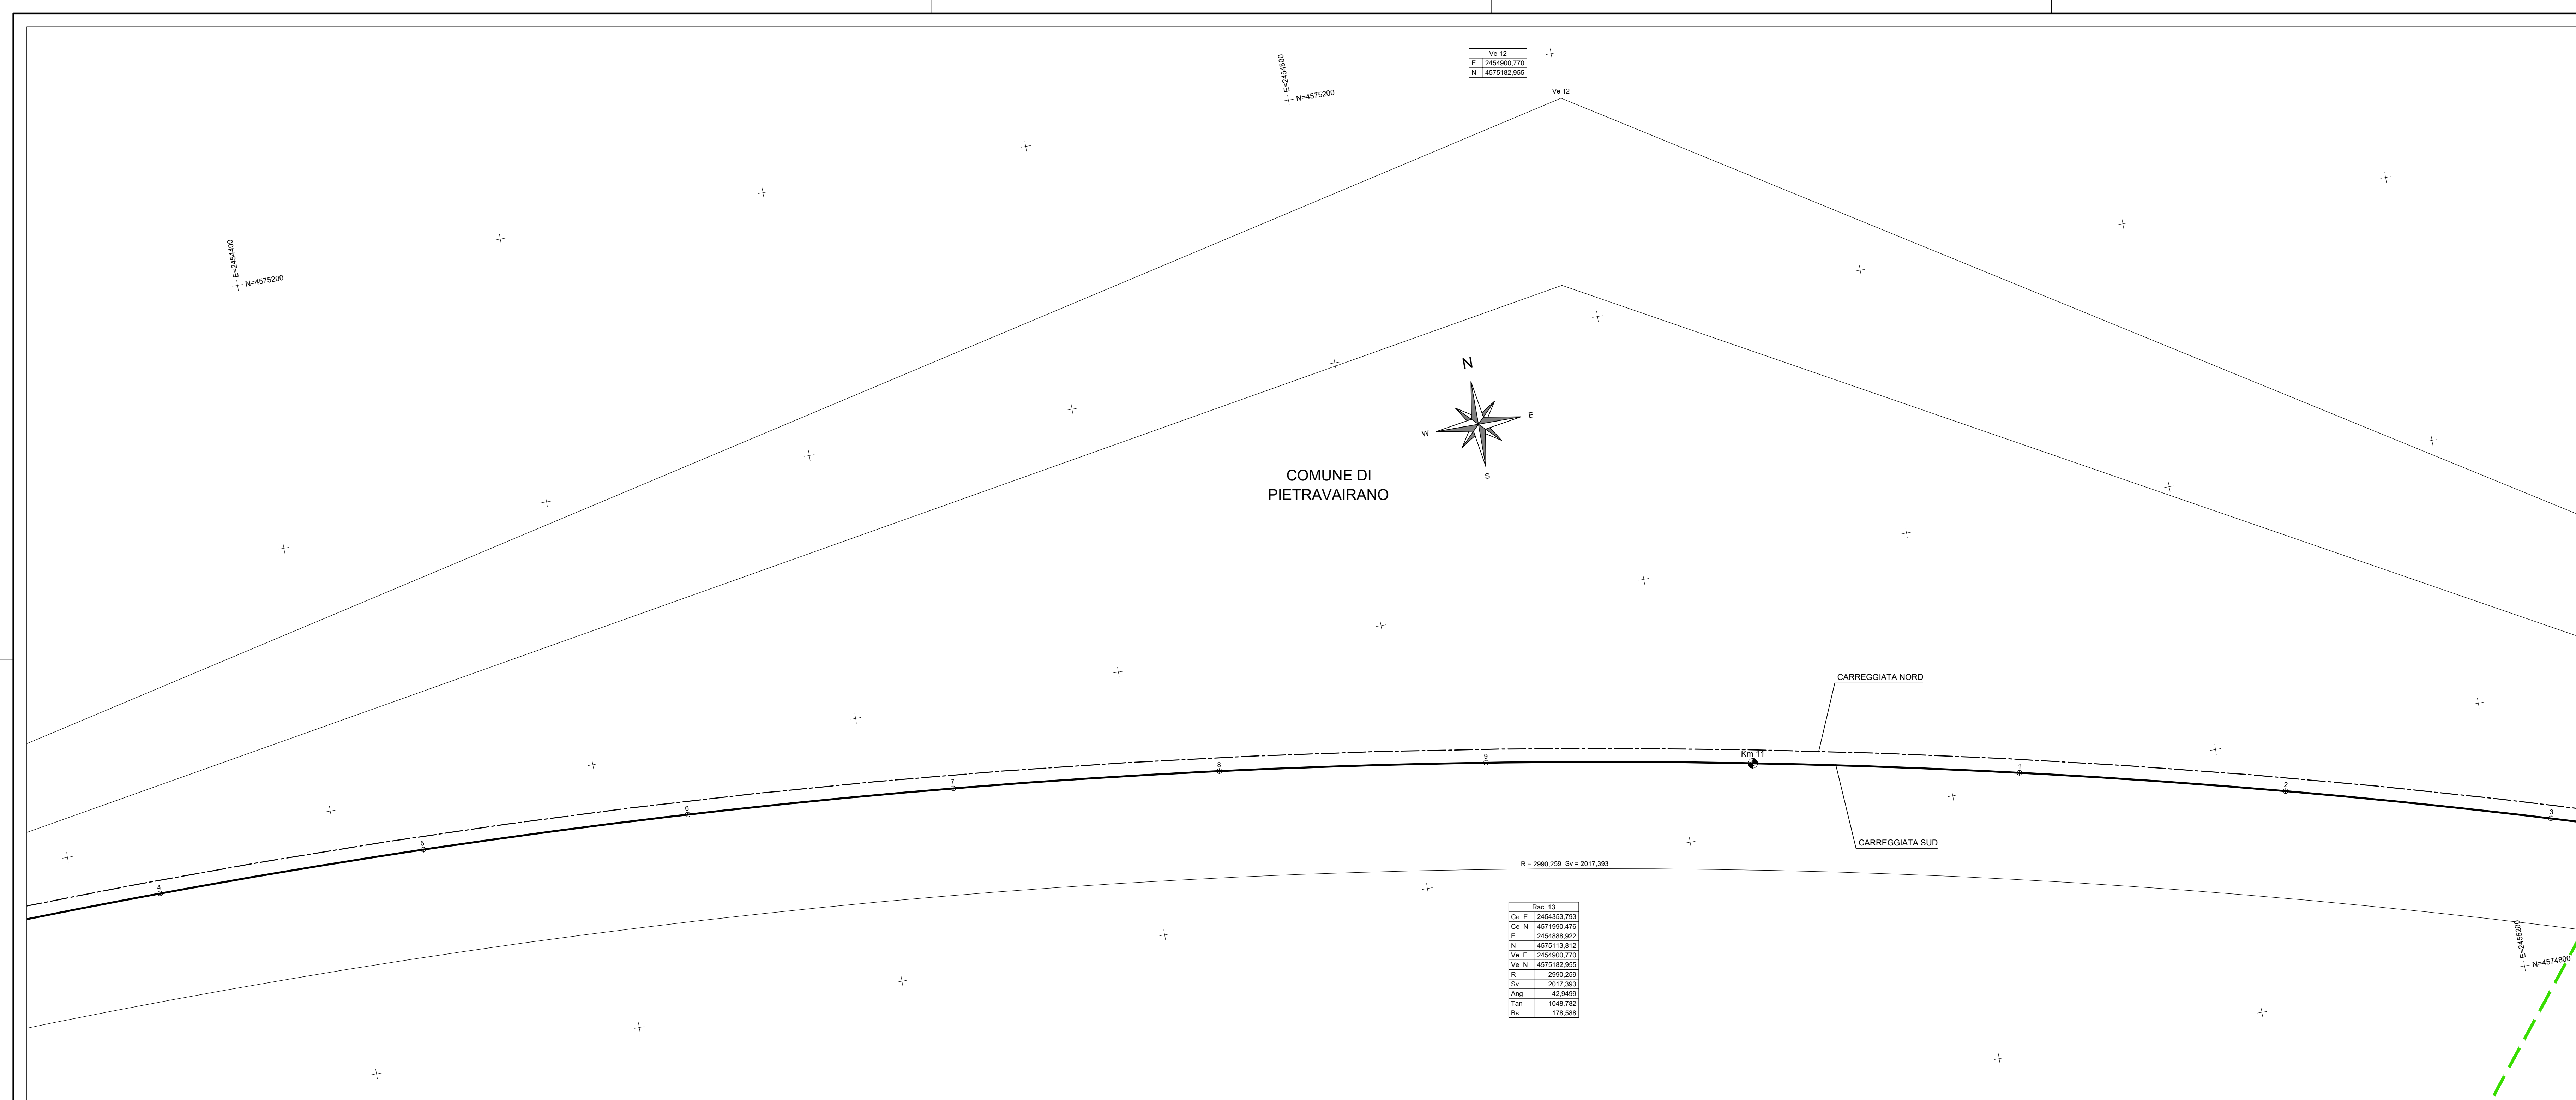 Ve 12
E 2454900,770
N 4575182,955
E=2454800
N=4575200
Ve 12
E=2454400
N=4575200
N
E
W
S
COMUNE DI
PIETRAVAIRANO
CARREGGIATA NORD
Km 11
9
8
1
7
2
6
3
5
4
CARREGGIATA SUD
R = 2990,259 Sv = 2017,393
Rac. 13
Ce E 2454353,793
Ce N 4571990,476
E 2454888,922
N 4575113,812
Ve E 2454900,770
Ve N 4575182,955
R 2990,259
Sv 2017,393
Ang 42,9499
Tan 1048,782
Bs 178,588
E=2455200
N=4574800